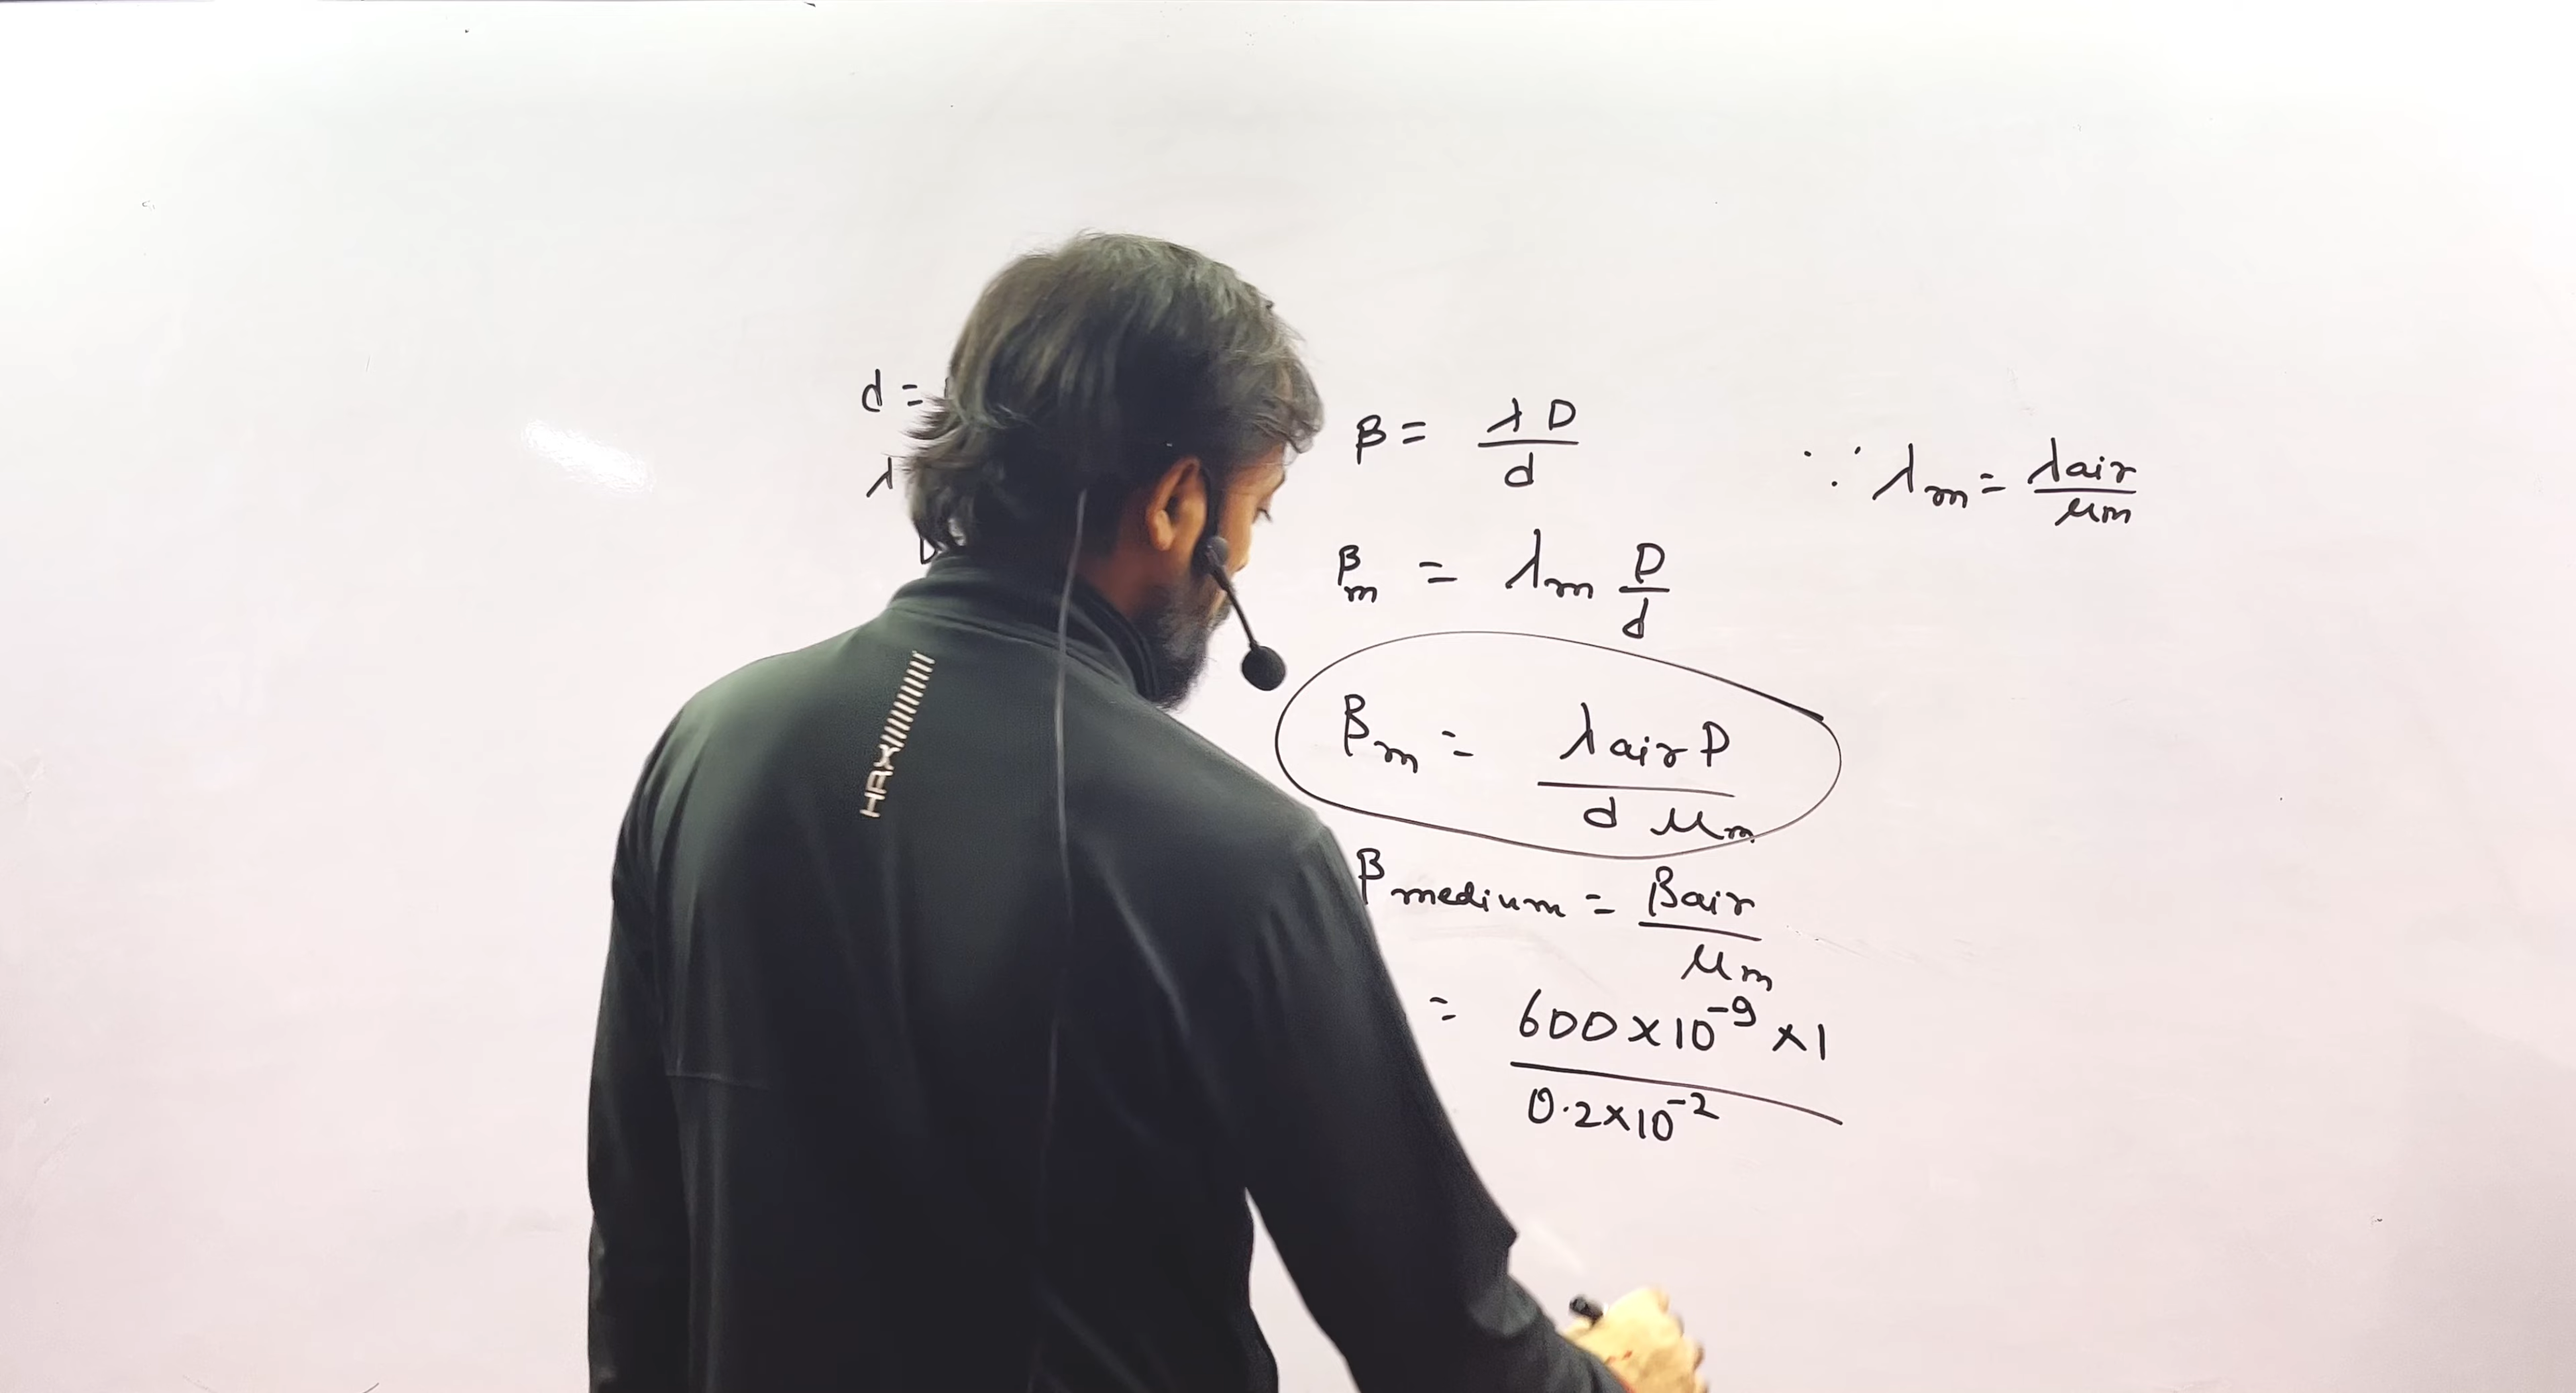 d =
λ
β = λD/d
∵ λm = λair/μm
βm = λm D/d
βm = λair D/d μm
HRX
βmedium = βair/μm
= 600×10⁻⁹×1/0.2×10⁻²